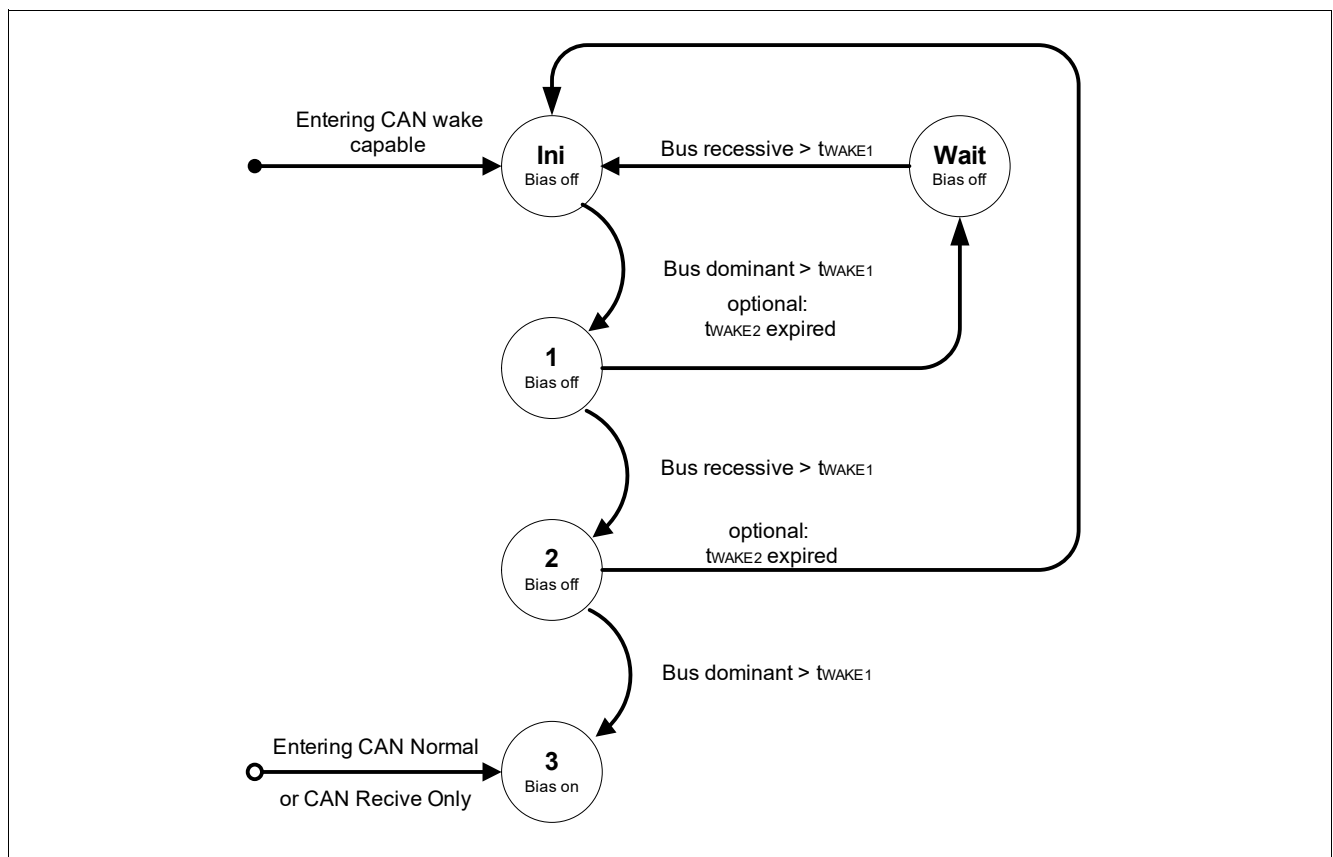 Entering CAN wake
capable
Ini
Bias off
Bus recessive > tWAKE1
Wait
Bias off
Bus dominant > tWAKE1
optional:
tWAKE2 expired
1
Bias off
Bus recessive > tWAKE1
optional:
tWAKE2 expired
2
Bias off
Bus dominant > tWAKE1
Entering CAN Normal
or CAN Recive Only
3
Bias on